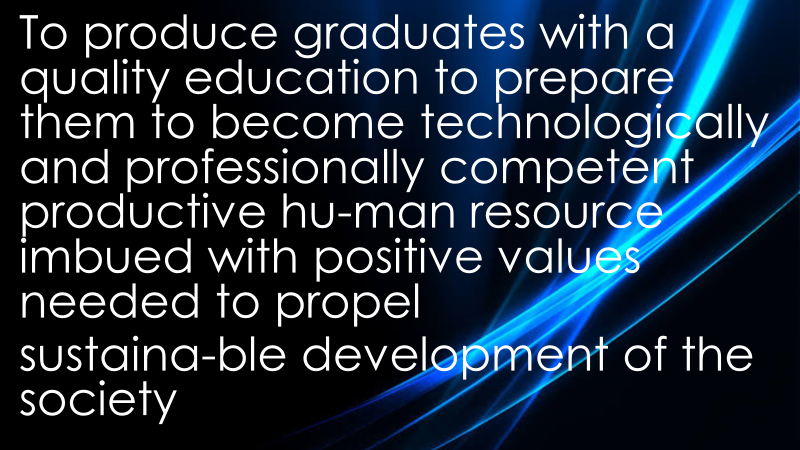 To produce graduates with a
quality education to prepare
them to become technologically
and professionally competent
productive hu-man resource
imbued with positive values
needed to propel
sustaina-ble development of the
society